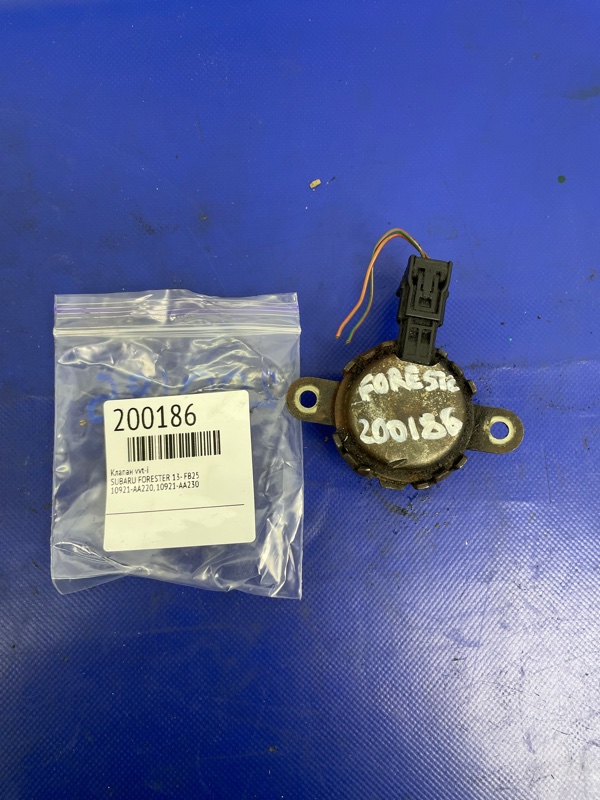 200186
Клапан vvt-i
SUBARU FORESTER 13- FB25
10921-AA220, 10921-AA230
FORESTE
200186